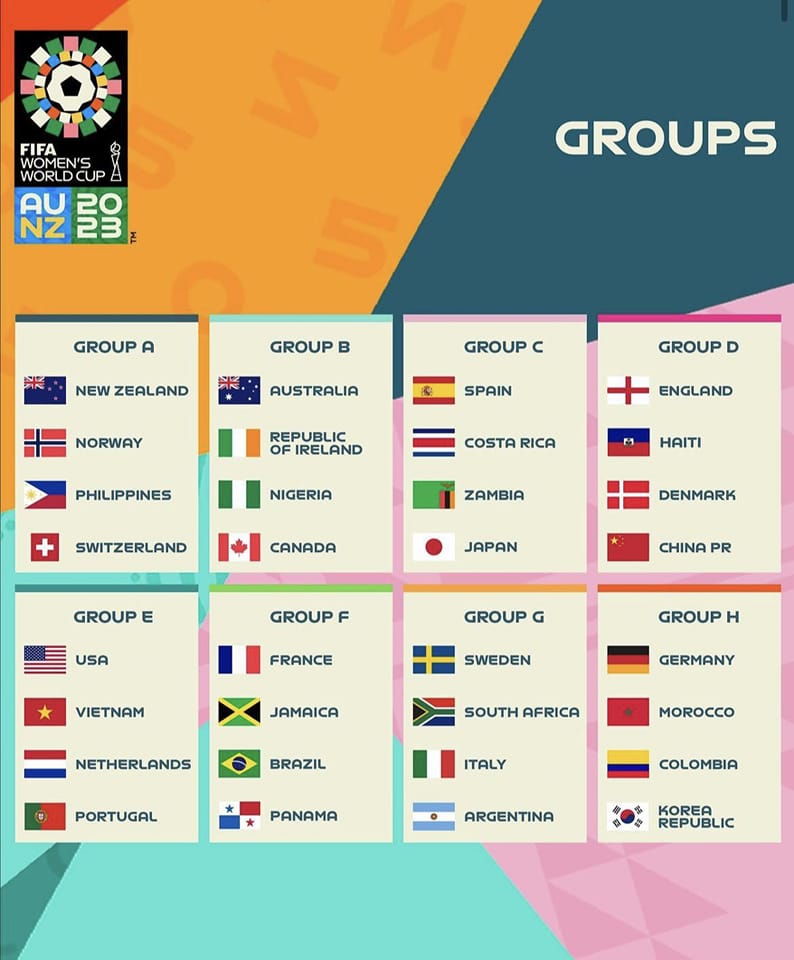 FIFA
WOMEN'S
WORLD CUP
AU 20
NZ 23
TM
GROUPS
GROUP A
NEW ZEALAND
NORWAY
PHILIPPINES
SWITZERLAND
GROUP B
AUSTRALIA
REPUBLIC
OF IRELAND
NIGERIA
CANADA
GROUP C
SPAIN
COSTA RICA
ZAMBIA
JAPAN
GROUP D
ENGLAND
HAITI
DENMARK
CHINA PR
GROUP E
USA
VIETNAM
NETHERLANDS
PORTUGAL
GROUP F
FRANCE
JAMAICA
BRAZIL
PANAMA
GROUP G
SWEDEN
SOUTH AFRICA
ITALY
ARGENTINA
GROUP H
GERMANY
MOROCCO
COLOMBIA
KOREA
REPUBLIC